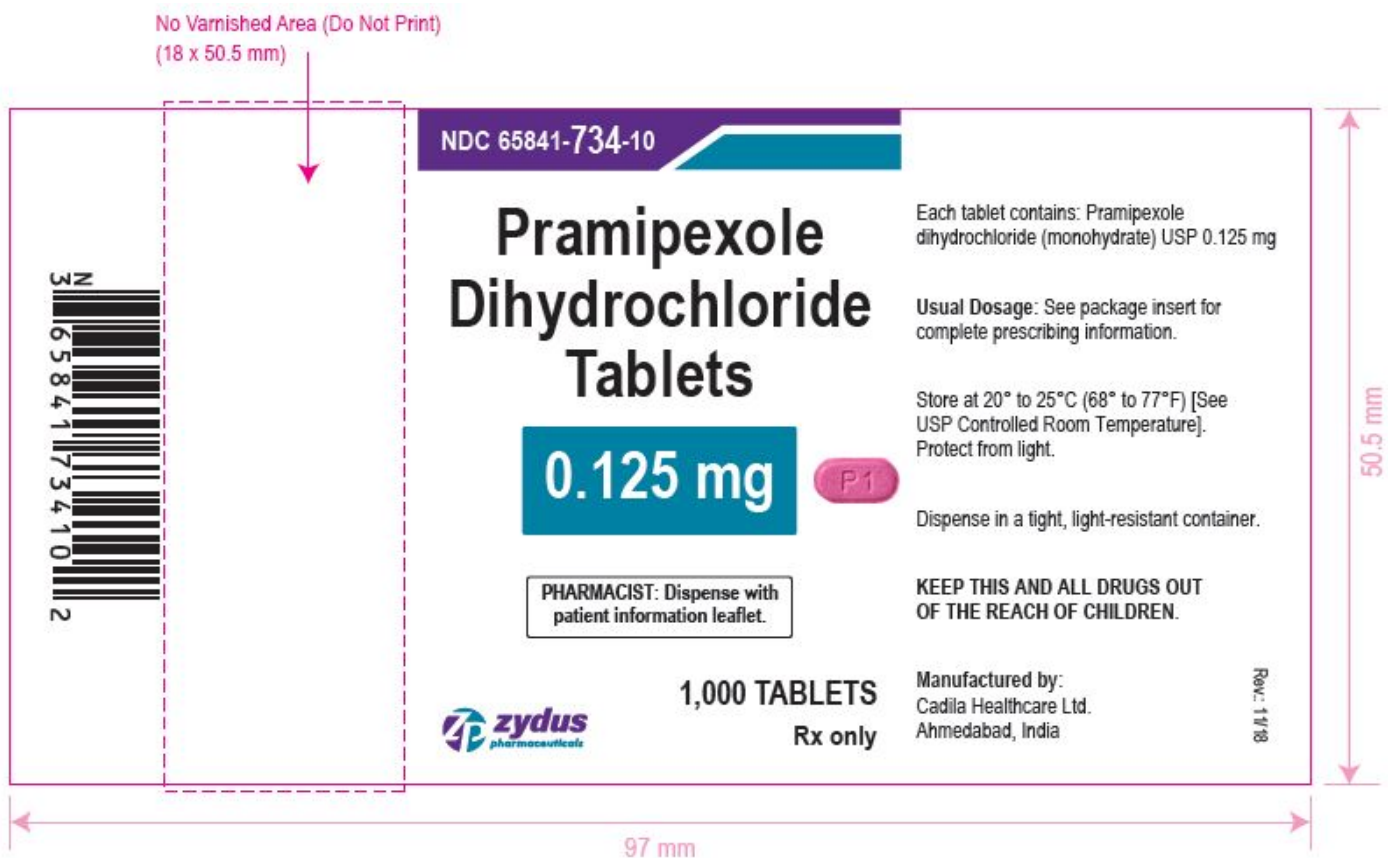 No Varnished Area (Do Not Print)
(18 x 50.5 mm)
N
3
65841 73410
2
NDC 65841-734-10
Pramipexole
Dihydrochloride
Tablets
0.125 mg
P1
PHARMACIST: Dispense with
patient information leaflet.
1,000 TABLETS
Rx only
zydus
pharmaceuticals
Each tablet contains: Pramipexole
dihydrochloride (monohydrate) USP 0.125 mg
Usual Dosage: See package insert for
complete prescribing information.
Store at 20° to 25°C (68° to 77°F) [See
USP Controlled Room Temperature].
Protect from light.
Dispense in a tight, light-resistant container.
KEEP THIS AND ALL DRUGS OUT
OF THE REACH OF CHILDREN.
Manufactured by:
Cadila Healthcare Ltd.
Ahmedabad, India
Rev.: 11/18
50.5 mm
97 mm